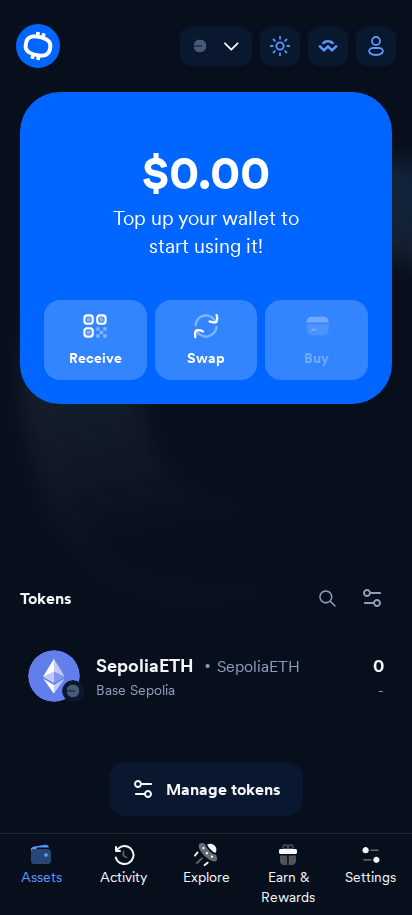 $0.00
Top up your wallet to
start using it!
Receive
Swap
Buy
Tokens
SepoliaETH • SepoliaETH 0
Base Sepolia -
Manage tokens
Assets
Activity
Explore
Earn &
Rewards
Settings